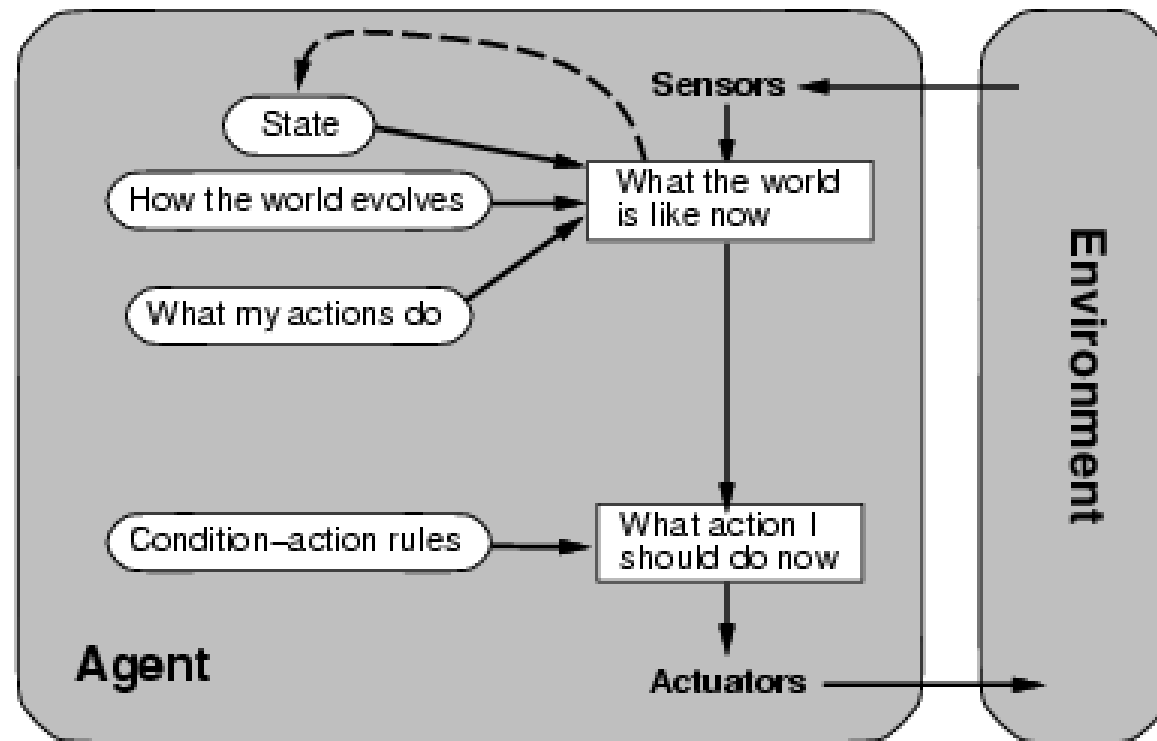 Sensors
State
What the world
is like now
How the world evolves
What my actions do
Environment
Condition–action rules
What action I
should do now
Agent
Actuators